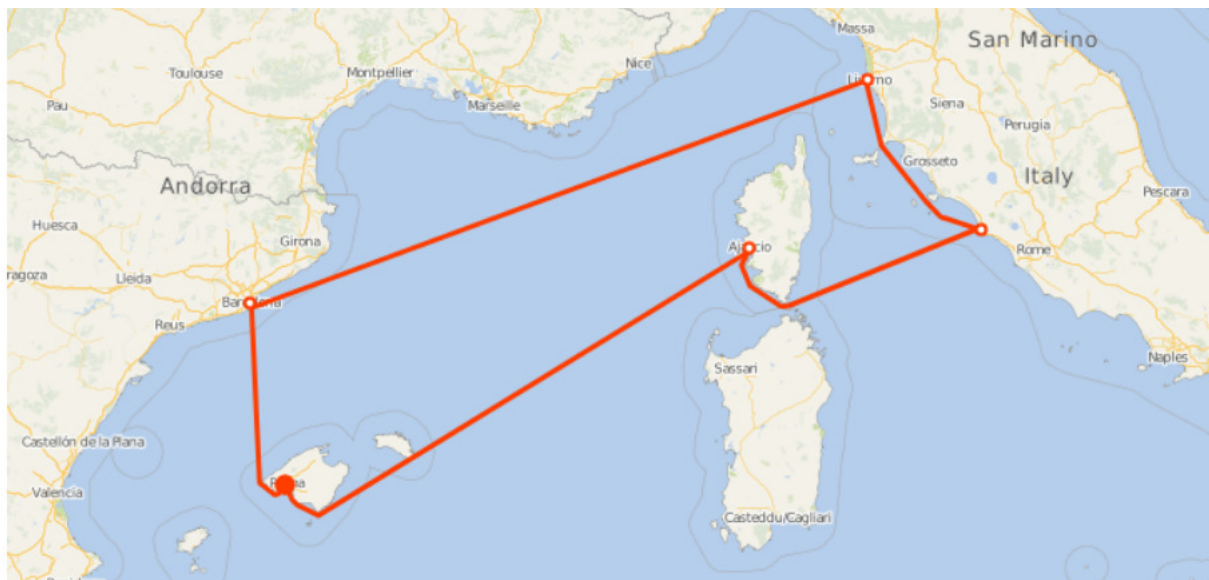 Massa
San Marino
Toulouse
Montpellier
Nice
Pau
Marseille
Siena
Perugia
Grosseto
Italy
Andorra
Pescara
Huesca
Girona
Rome
Lleida
Reus
Naples
Sassari
Castellón de la Plana
Valencia
Casteddu/Cagliari